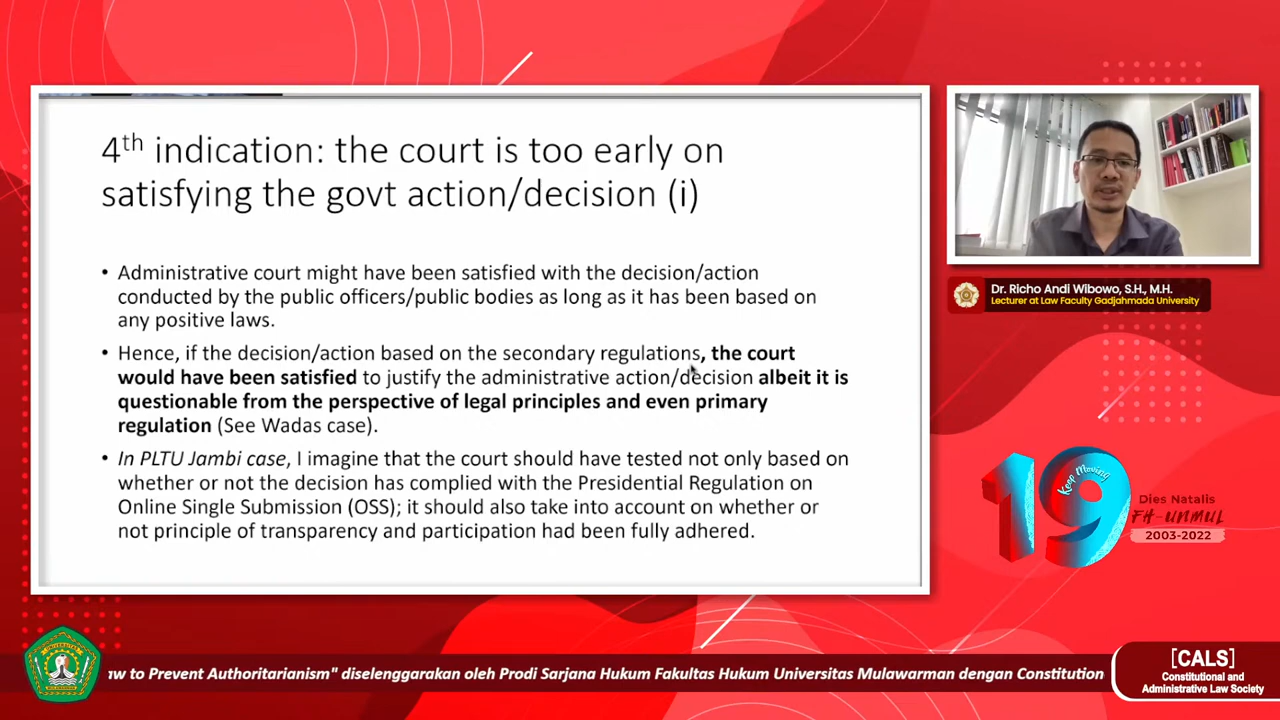 4th indication: the court is too early on
satisfying the govt action/decision (i)
• Administrative court might have been satisfied with the decision/action
conducted by the public officers/public bodies as long as it has been based on
any positive laws.
• Hence, if the decision/action based on the secondary regulations, the court
would have been satisfied to justify the administrative action/decision albeit it is
questionable from the perspective of legal principles and even primary
regulation (See Wadas case).
• In PLTU Jambi case, I imagine that the court should have tested not only based on
whether or not the decision has complied with the Presidential Regulation on
Online Single Submission (OSS); it should also take into account on whether or
not principle of transparency and participation had been fully adhered.
Dr. Richo Andi Wibowo, S.H., M.H.
Lecturer at Law Faculty Gadjahmada University
19
Keep Moving
Dies Natalis
FH-UNMUL
2003-2022
aw to Prevent Authoritarianism" diselenggarakan oleh Prodi Sarjana Hukum Fakultas Hukum Universitas Mulawarman dengan Constitution
[CALS]
Constitutional and
Administrative Law Society